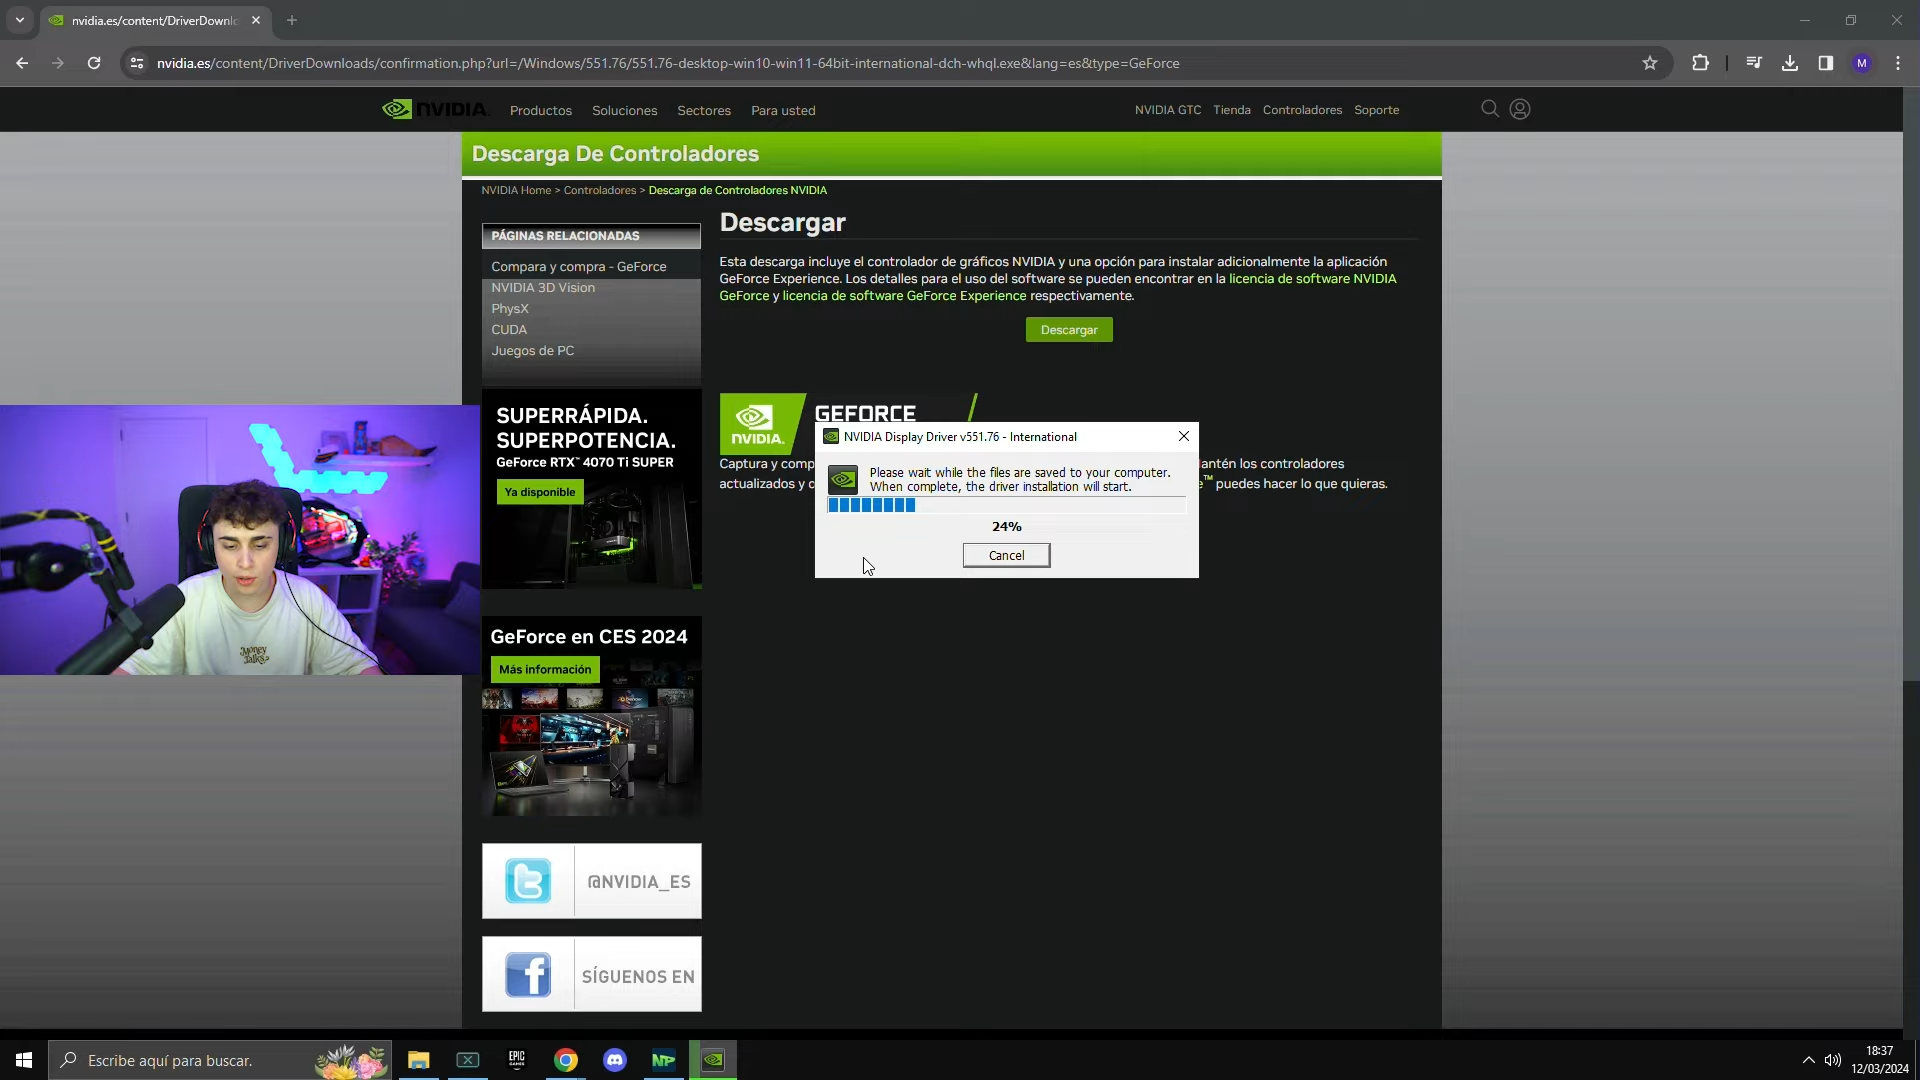 nvidia.es/content/DriverDownlo
nvidia.es/content/DriverDownloads/confirmation.php?url=/Windows/551.76/551.76-desktop-win10-win11-64bit-international-dch-whql.exe&lang=es&type=GeForce
M
NVIDIA.
Productos
Soluciones
Sectores
Para usted
NVIDIA GTC
Tienda
Controladores
Soporte
Descarga De Controladores
NVIDIA Home > Controladores > Descarga de Controladores NVIDIA
PÁGINAS RELACIONADAS
Compara y compra - GeForce
NVIDIA 3D Vision
PhysX
CUDA
Juegos de PC
Descargar
Esta descarga incluye el controlador de gráficos NVIDIA y una opción para instalar adicionalmente la aplicación
GeForce Experience. Los detalles para el uso del software se pueden encontrar en la licencia de software NVIDIA
GeForce y licencia de software GeForce Experience respectivamente.
Descargar
NVIDIA.
GEFORCE
Captura y comp
antén los controladores
actualizados y c
e™ puedes hacer lo que quieras.
NVIDIA Display Driver v551.76 - International
Please wait while the files are saved to your computer.
When complete, the driver installation will start.
24%
Cancel
SUPERRÁPIDA.
SUPERPOTENCIA.
GeForce RTX™ 4070 Ti SUPER
Ya disponible
Money
Talks
GeForce en CES 2024
Más información
@NVIDIA_ES
SÍGUENOS EN
Escribe aquí para buscar.
EPIC
GAMES
NP
18:37
12/03/2024